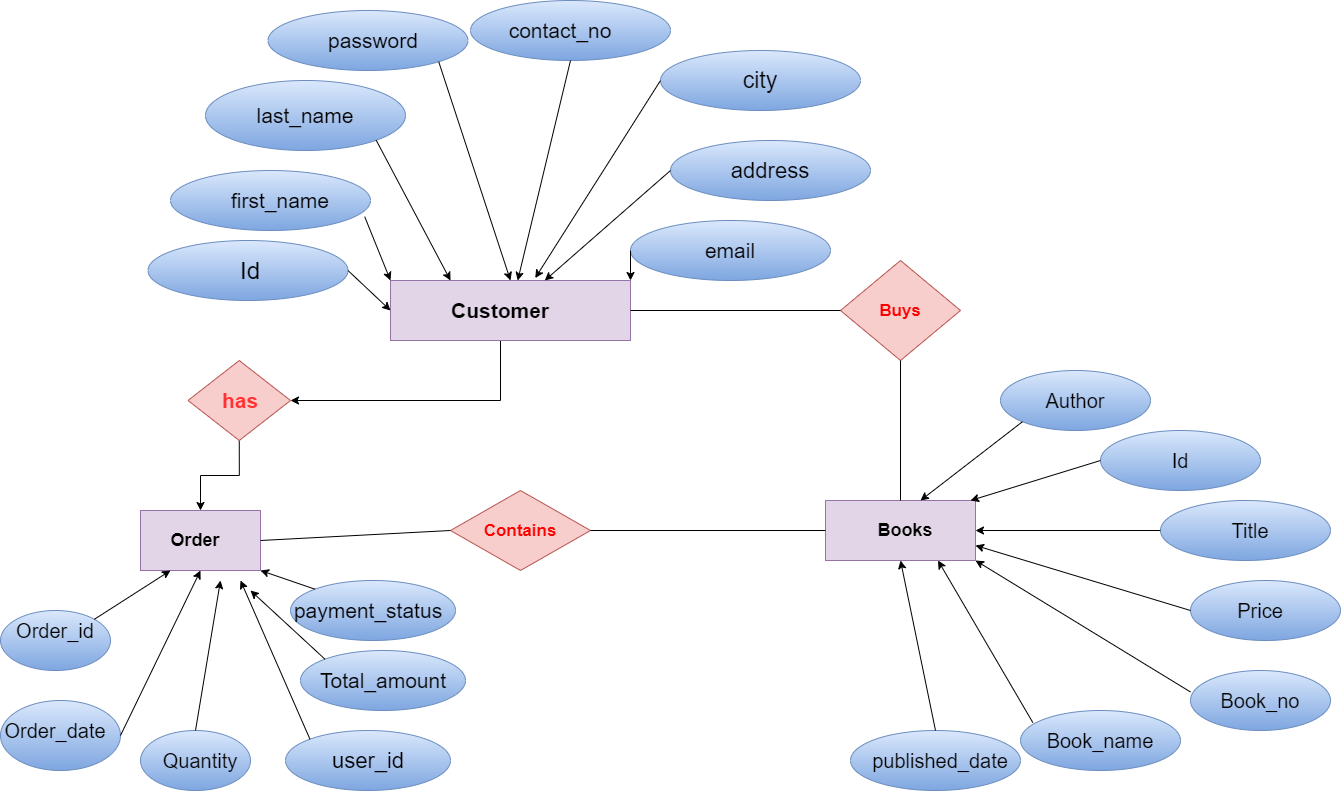 contact_no
password
city
last_name
address
first_name
email
Id
Customer
Buys
has
Author
Id
Order
Contains
Books
Title
payment_status
Price
Order_id
Total_amount
Book_no
Order_date
Book_name
Quantity
user_id
published_date